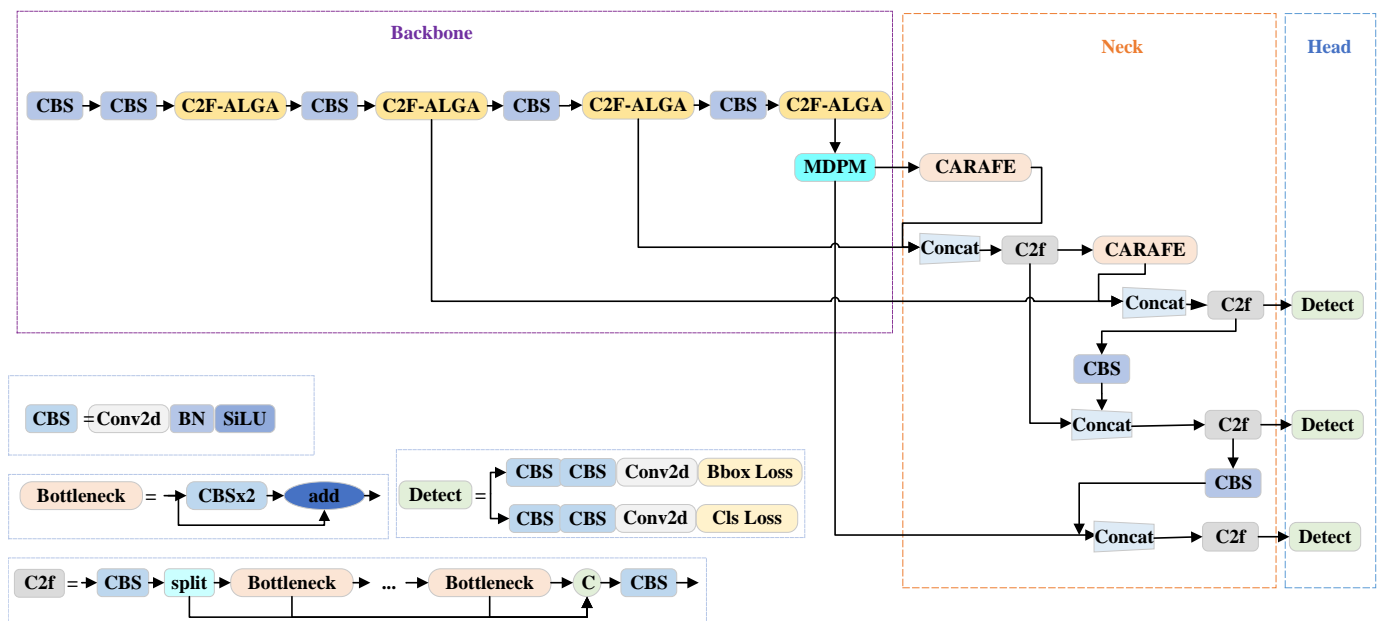 Backbone
Neck
Head
CBS CBS C2F-ALGA CBS C2F-ALGA CBS C2F-ALGA CBS C2F-ALGA
MDPM CARAFE
Concat C2f CARAFE
Concat C2f Detect
CBS
Concat C2f Detect
CBS
Concat C2f Detect
CBS =Conv2d BN SiLU
Bottleneck = CBSx2 add
Detect =
CBS CBS Conv2d Bbox Loss
CBS CBS Conv2d Cls Loss
C2f = CBS split Bottleneck ... Bottleneck C CBS